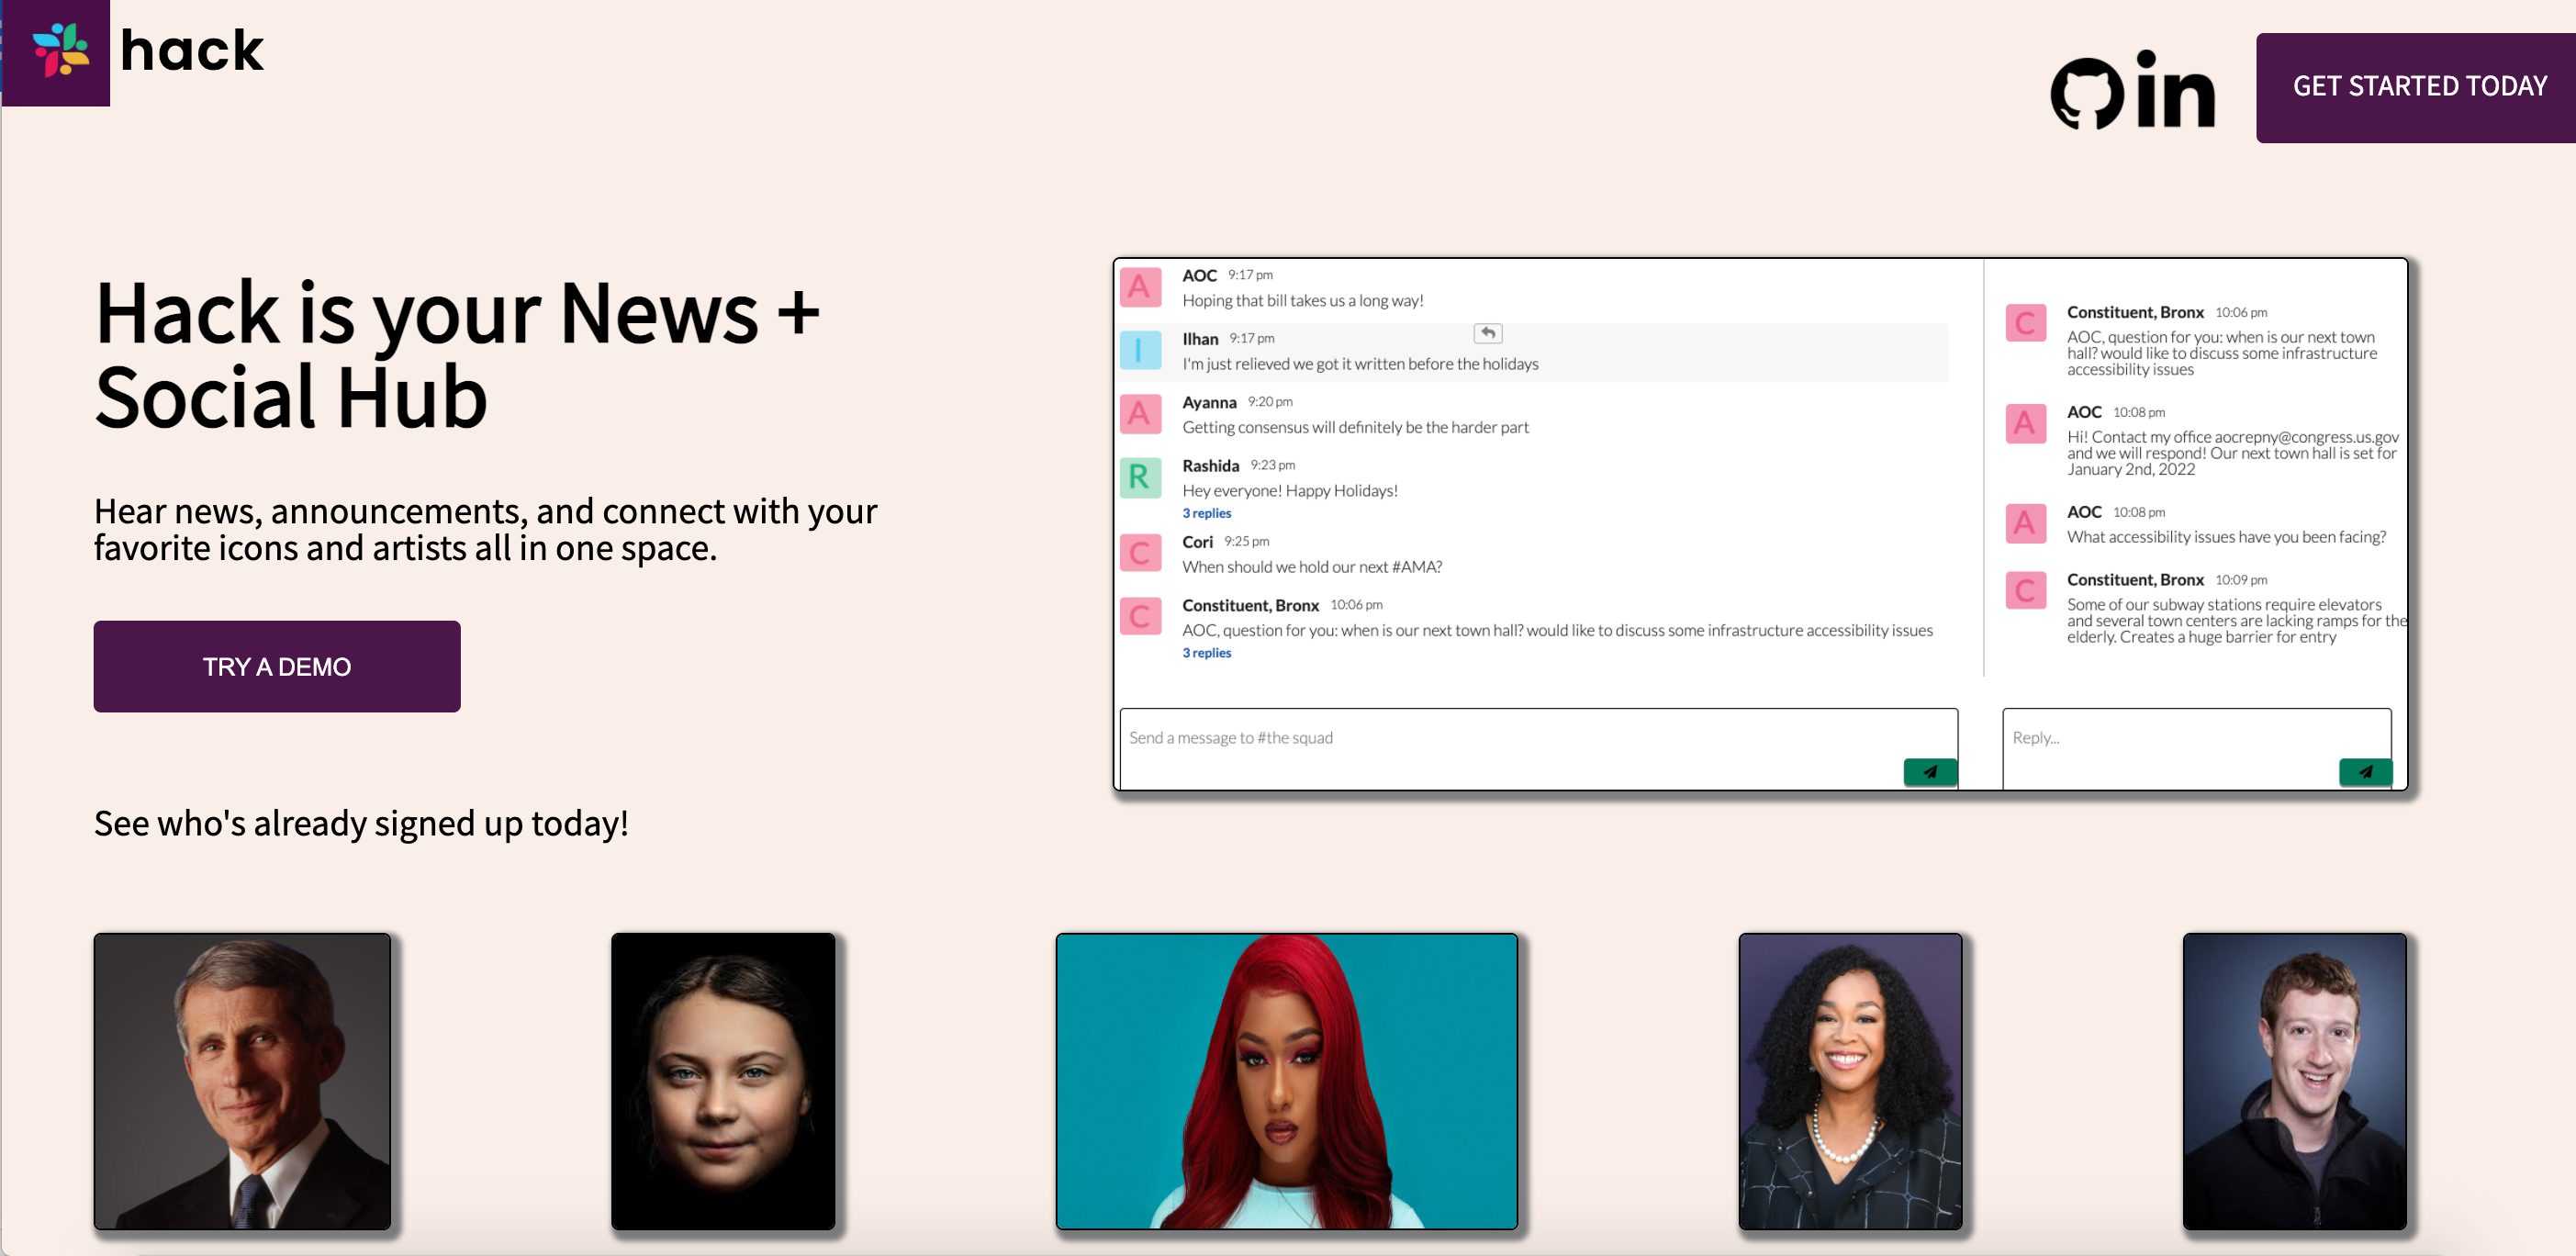 hack
in
GET STARTED TODAY
Hack is your News +
Social Hub
Hear news, announcements, and connect with your
favorite icons and artists all in one space.
TRY A DEMO
See who's already signed up today!
A
AOC 9:17 pm
Hoping that bill takes us a long way!
I
Ilhan 9:17 pm
I'm just relieved we got it written before the holidays
A
Ayanna 9:20 pm
Getting consensus will definitely be the harder part
R
Rashida 9:23 pm
Hey everyone! Happy Holidays!
3 replies
C
Cori 9:25 pm
When should we hold our next #AMA?
C
Constituent, Bronx 10:06 pm
AOC, question for you: when is our next town hall? would like to discuss some infrastructure accessibility issues
3 replies
Send a message to #the squad
C
Constituent, Bronx 10:06 pm
AOC, question for you: when is our next town
hall? would like to discuss some infrastructure
accessibility issues
A
AOC 10:08 pm
Hi! Contact my office aocrepny@congress.us.gov
and we will respond! Our next town hall is set for
January 2nd, 2022
A
AOC 10:08 pm
What accessibility issues have you been facing?
C
Constituent, Bronx 10:09 pm
Some of our subway stations require elevators
and several town centers are lacking ramps for the
elderly. Creates a huge barrier for entry
Reply...